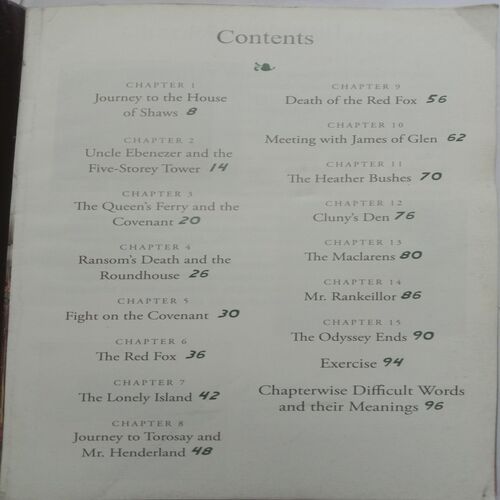 Contents
CHAPTER 1
Journey to the House
of Shaws 8
CHAPTER 2
Uncle Ebenezer and the
Five-Storey Tower 14
CHAPTER 3
The Queen's Ferry and the
Covenant 20
CHAPTER 4
Ransom's Death and the
Roundhouse 26
CHAPTER 5
Fight on the Covenant 30
CHAPTER 6
The Red Fox 36
CHAPTER 7
The Lonely Island 42
CHAPTER 8
Journey to Torosay and
Mr. Henderland 48
CHAPTER 9
Death of the Red Fox 56
CHAPTER 10
Meeting with James of Glen 62
CHAPTER 11
The Heather Bushes 70
CHAPTER 12
Cluny's Den 76
CHAPTER 13
The Maclarens 80
CHAPTER 14
Mr. Rankeillor 86
CHAPTER 15
The Odyssey Ends 90
Exercise 94
Chapterwise Difficult Words
and their Meanings 96